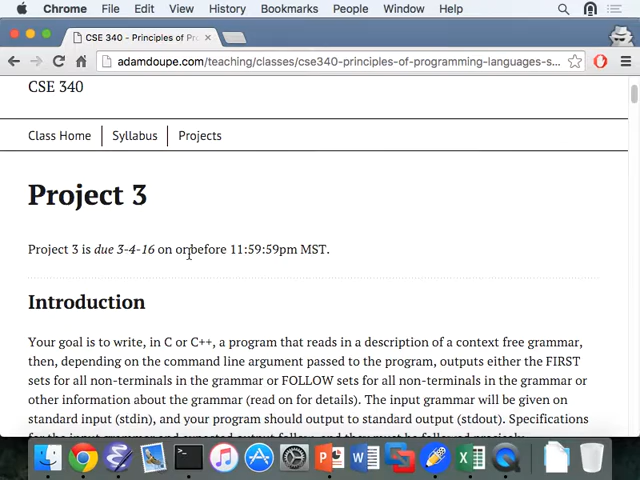 Chrome File Edit View History Bookmarks People Window Help
CSE 340 - Principles of Pro
adamdoupe.com/teaching/classes/cse340-principles-of-programming-languages-s...
CSE 340
Class Home Syllabus Projects
Project 3
Project 3 is due 3-4-16 on or before 11:59:59pm MST.
Introduction
Your goal is to write, in C or C++, a program that reads in a description of a context free grammar,
then, depending on the command line argument passed to the program, outputs either the FIRST
sets for all non-terminals in the grammar or FOLLOW sets for all non-terminals in the grammar or
other information about the grammar (read on for details). The input grammar will be given on
standard input (stdin), and your program should output to standard output (stdout). Specifications